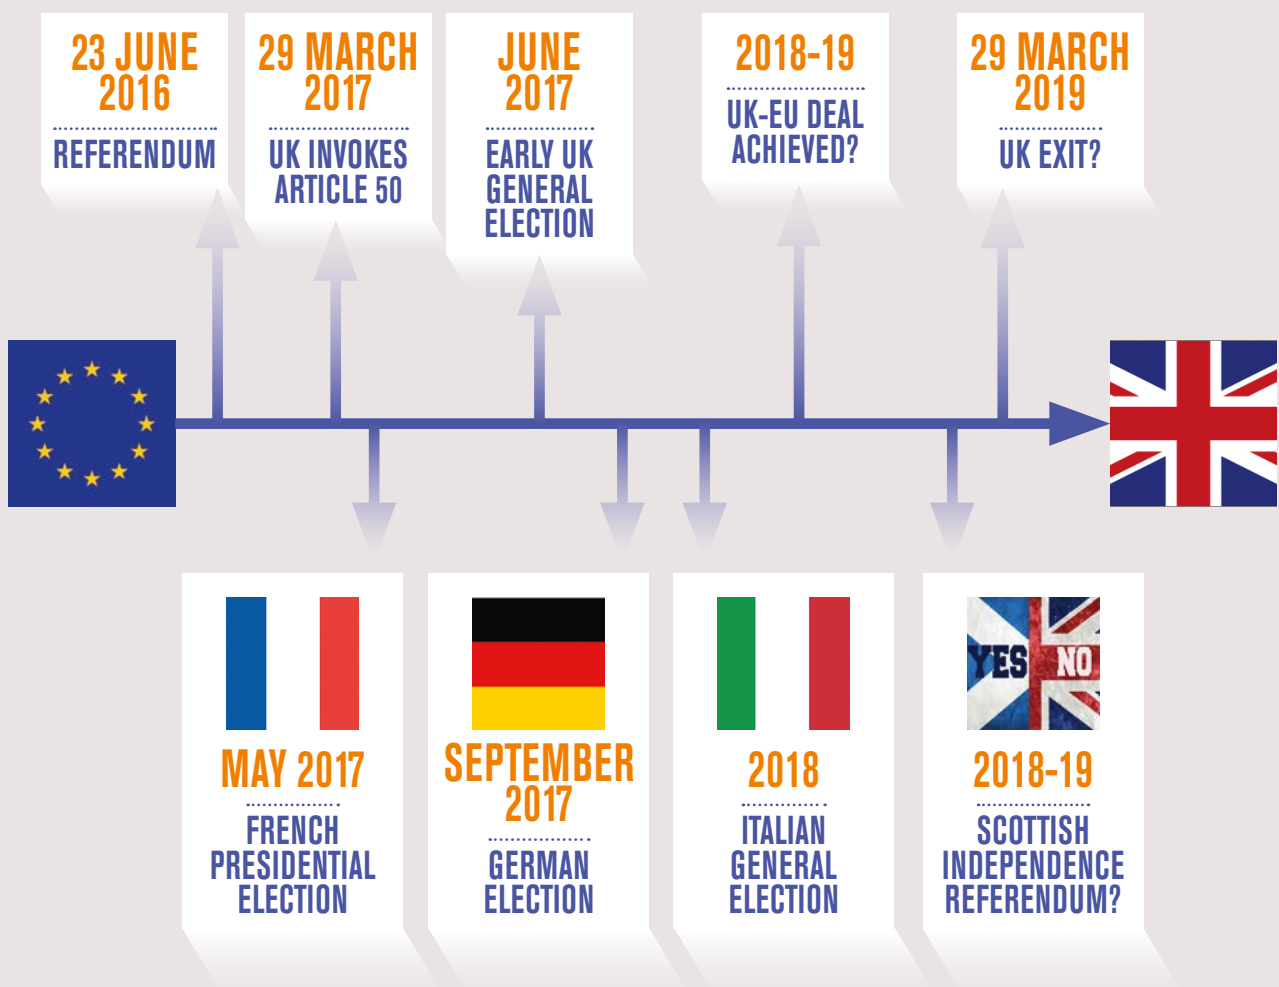 23 JUNE
2016
REFERENDUM
29 MARCH
2017
UK INVOKES
ARTICLE 50
JUNE
2017
EARLY UK
GENERAL
ELECTION
2018-19
UK-EU DEAL
ACHIEVED?
29 MARCH
2019
UK EXIT?
MAY 2017
FRENCH
PRESIDENTIAL
ELECTION
SEPTEMBER
2017
GERMAN
ELECTION
2018
ITALIAN
GENERAL
ELECTION
YES NO
2018-19
SCOTTISH
INDEPENDENCE
REFERENDUM?